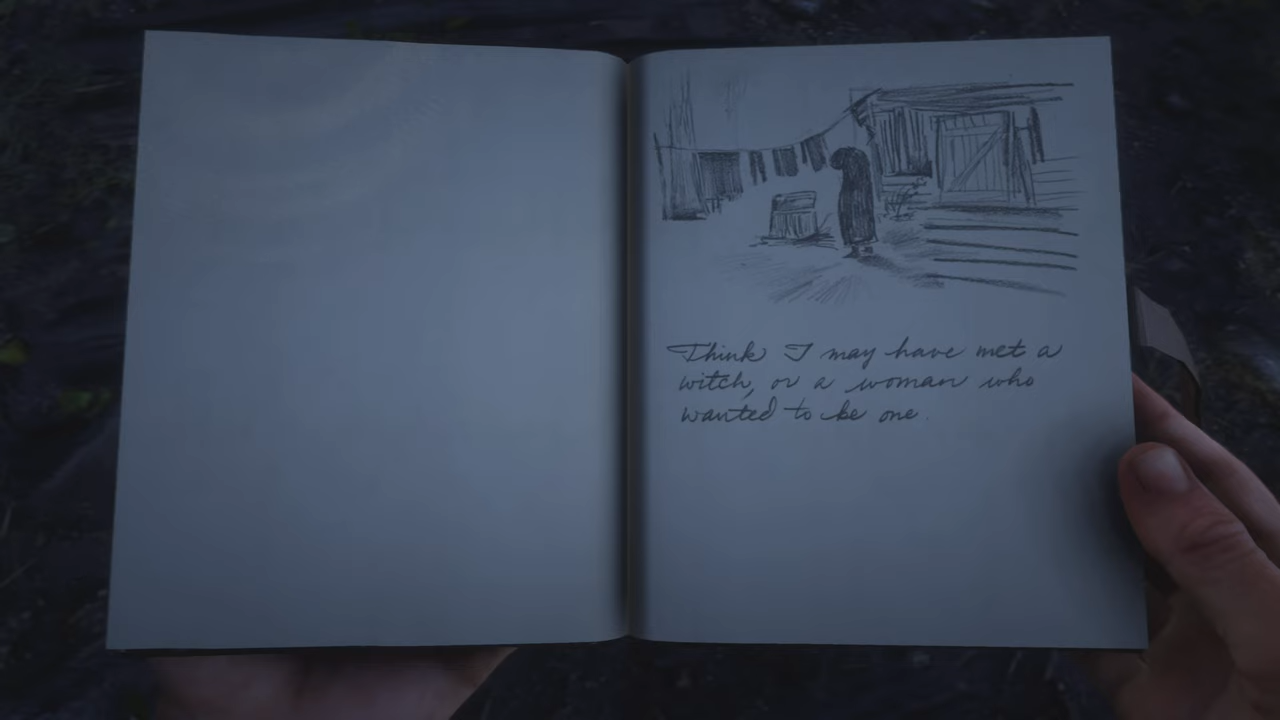 Think I may have met a
witch, or a woman who
wanted to be one.